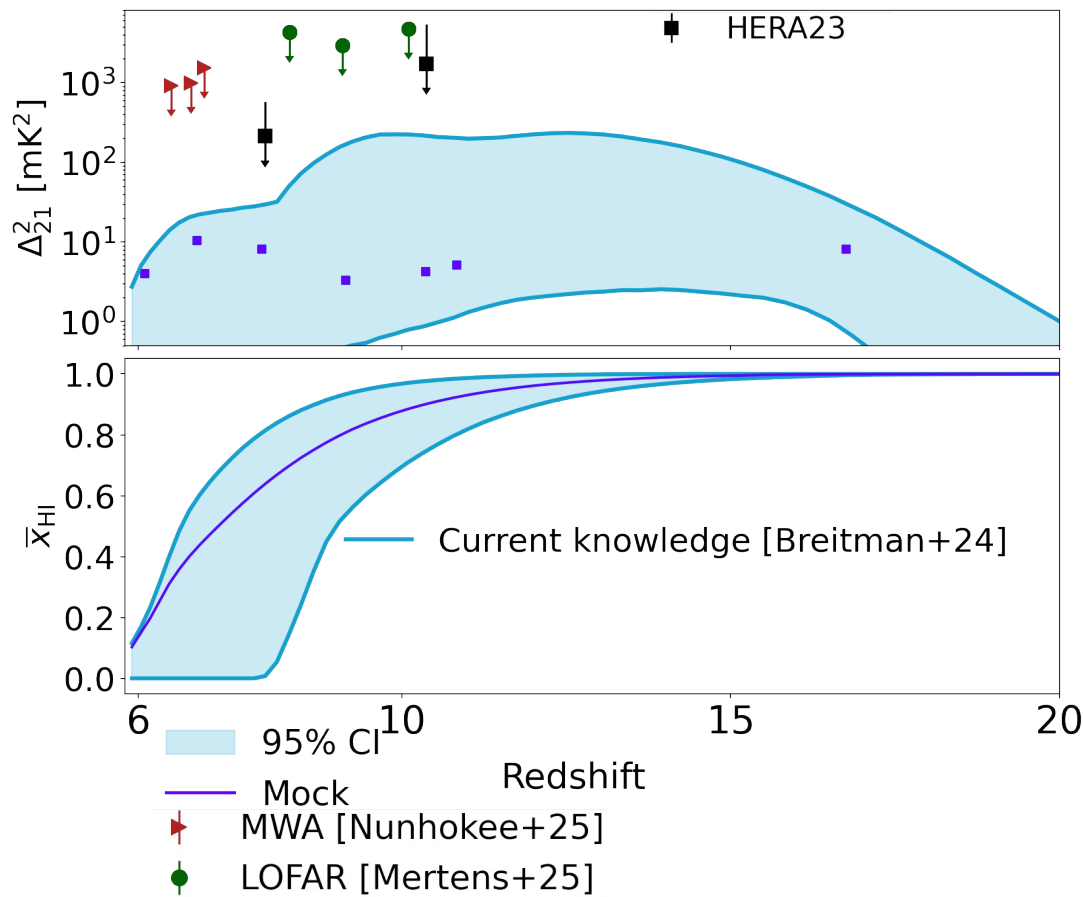 HERA23
10³
10²
10¹
10⁰
Δ²₂₁ [mK²]
1.0
0.8
0.6
0.4
0.2
0.0
x̅HI
Current knowledge [Breitman+24]
6 10 15 20
95% CI
Redshift
Mock
MWA [Nunhokee+25]
LOFAR [Mertens+25]